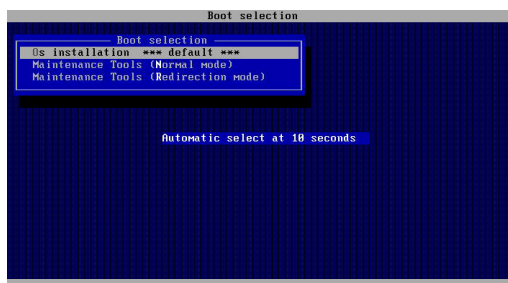 Boot selection
Boot selection
Os installation *** default ***
Maintenance Tools (Normal mode)
Maintenance Tools (Redirection mode)
Automatic select at 10 seconds